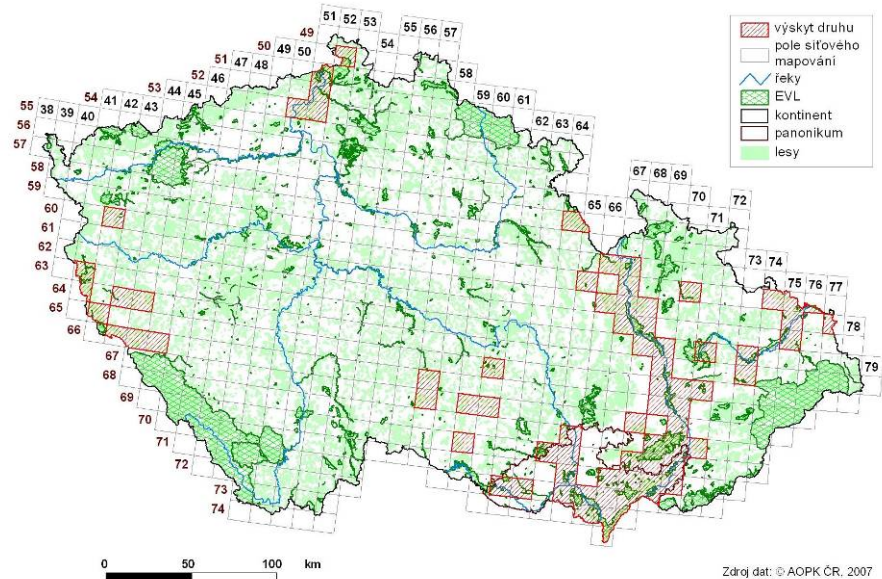 51 52 53
54
55 56 57
58
59 60 61
62 63 64
65 66
67 68 69
70
71
72
73 74
75 76 77
78
79
49
50
51
52
53
54
55
56
57
58
59
60
61
62
63
64
65
66
67
68
69
70
71
72
73
74
38 39 40
41 42 43
44 45
46
47 48
49 50
výskyt druhu
pole síťového
mapování
řeky
EVL
kontinent
panonikum
lesy
0 50 100 km
Zdroj dat: © AOPK ČR, 2007